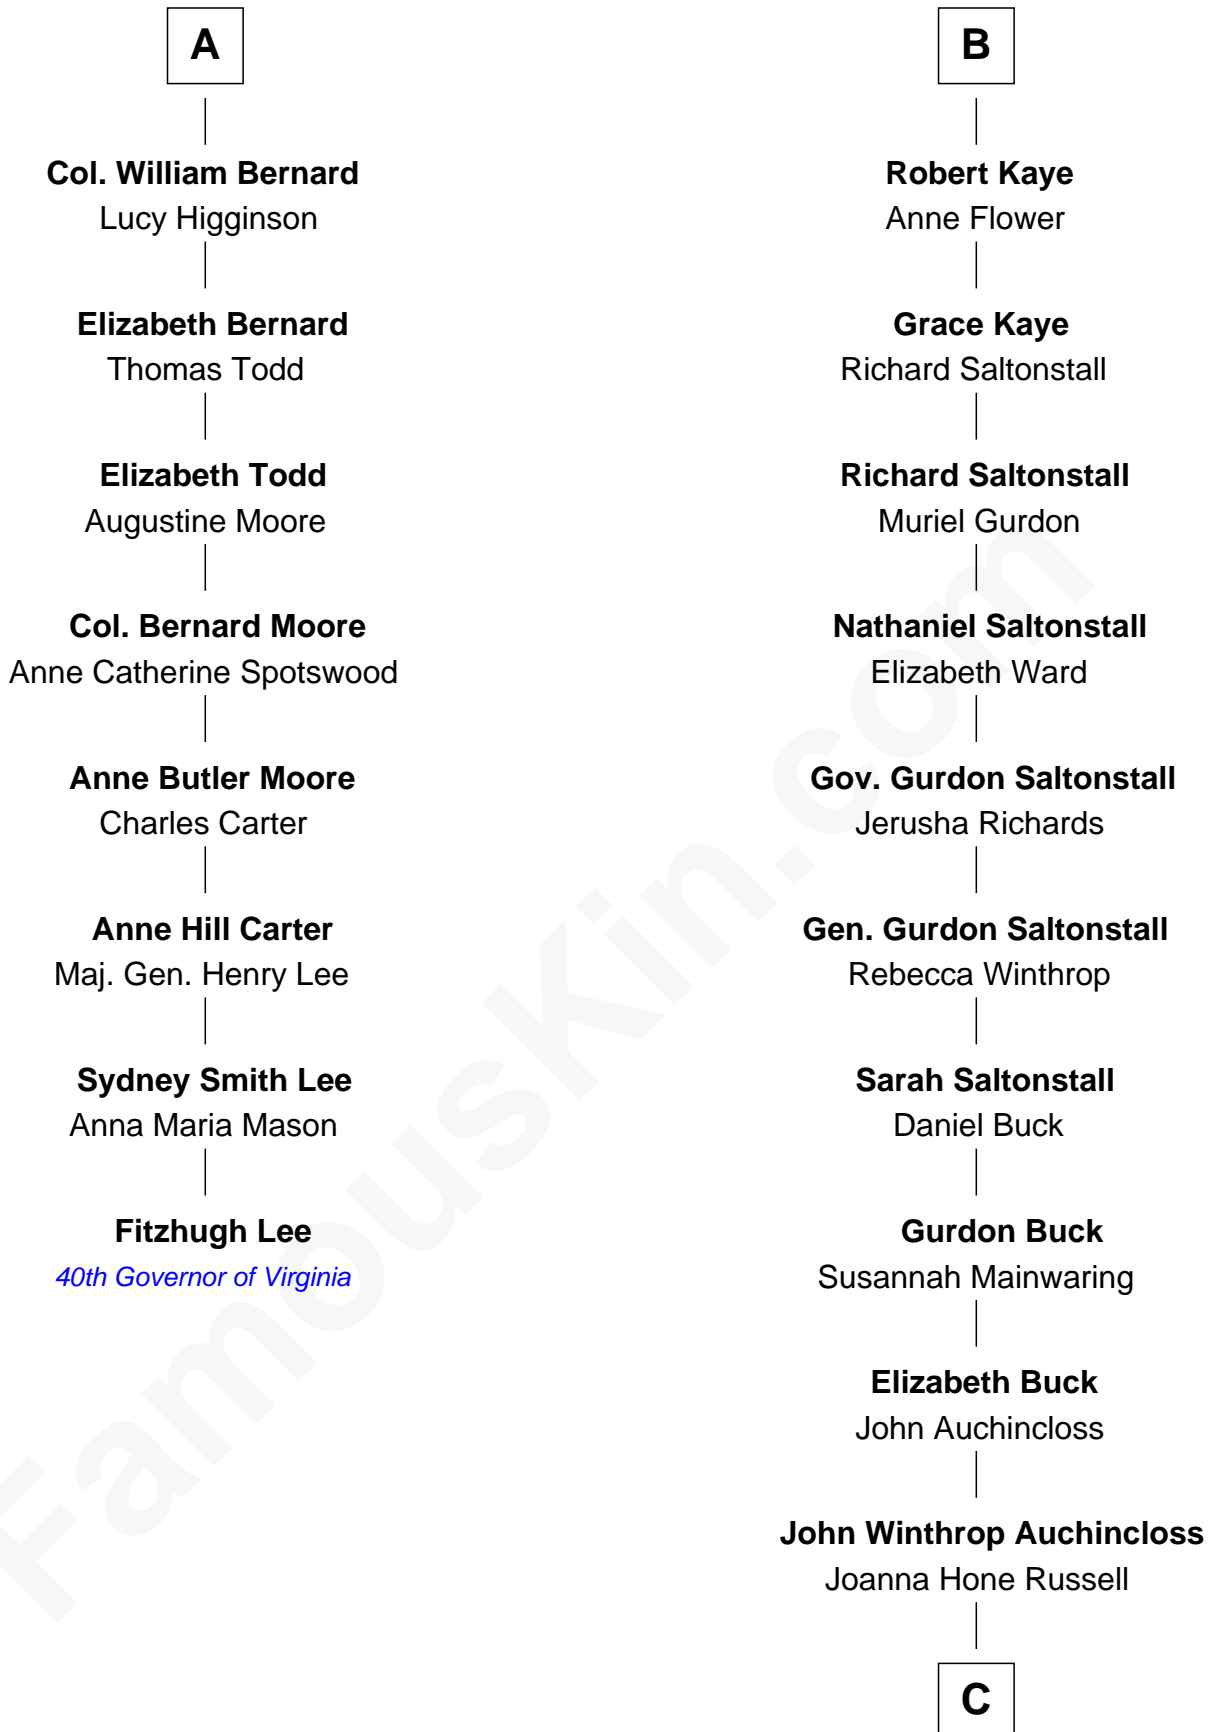 A
Col. William Bernard
Lucy Higginson
Elizabeth Bernard
Thomas Todd
Elizabeth Todd
Augustine Moore
Col. Bernard Moore
Anne Catherine Spotswood
Anne Butler Moore
Charles Carter
Anne Hill Carter
Maj. Gen. Henry Lee
Sydney Smith Lee
Anna Maria Mason
Fitzhugh Lee
40th Governor of Virginia
B
Robert Kaye
Anne Flower
Grace Kaye
Richard Saltonstall
Richard Saltonstall
Muriel Gurdon
Nathaniel Saltonstall
Elizabeth Ward
Gov. Gurdon Saltonstall
Jerusha Richards
Gen. Gurdon Saltonstall
Rebecca Winthrop
Sarah Saltonstall
Daniel Buck
Gurdon Buck
Susannah Mainwaring
Elizabeth Buck
John Auchincloss
John Winthrop Auchincloss
Joanna Hone Russell
C
FamousKin.com